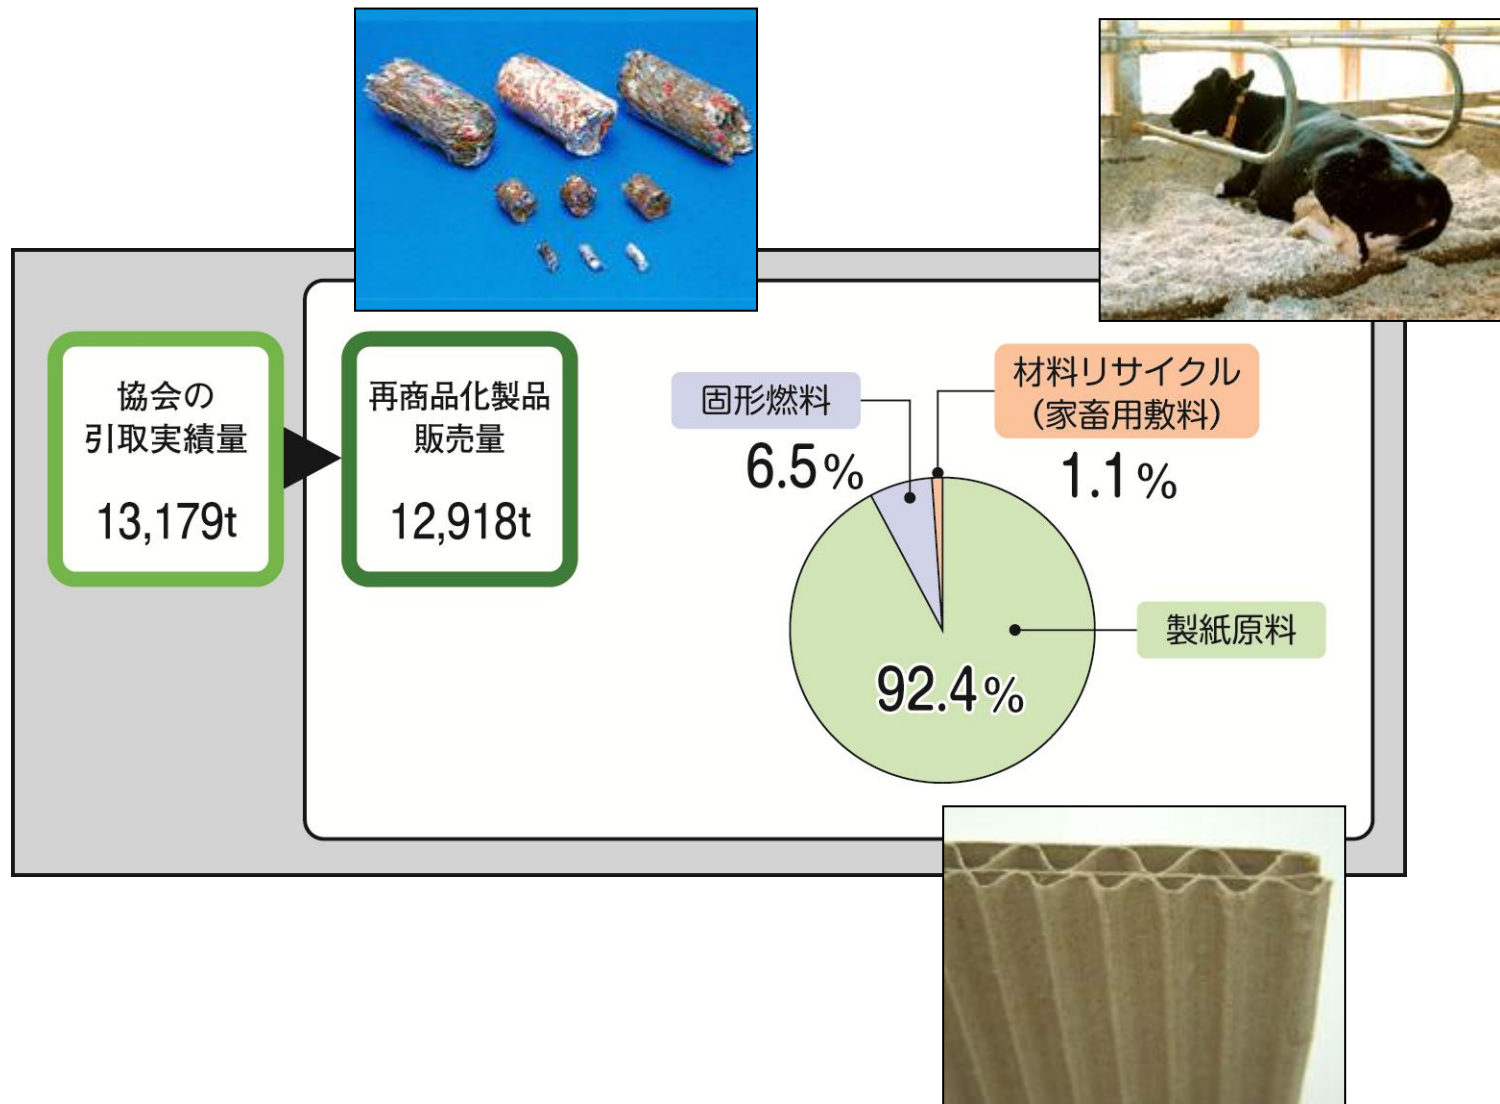 協会の
引取実績量
13,179t
再商品化製品
販売量
12,918t
固形燃料
6.5%
材料リサイクル
(家畜用敷料)
1.1%
製紙原料
92.4%